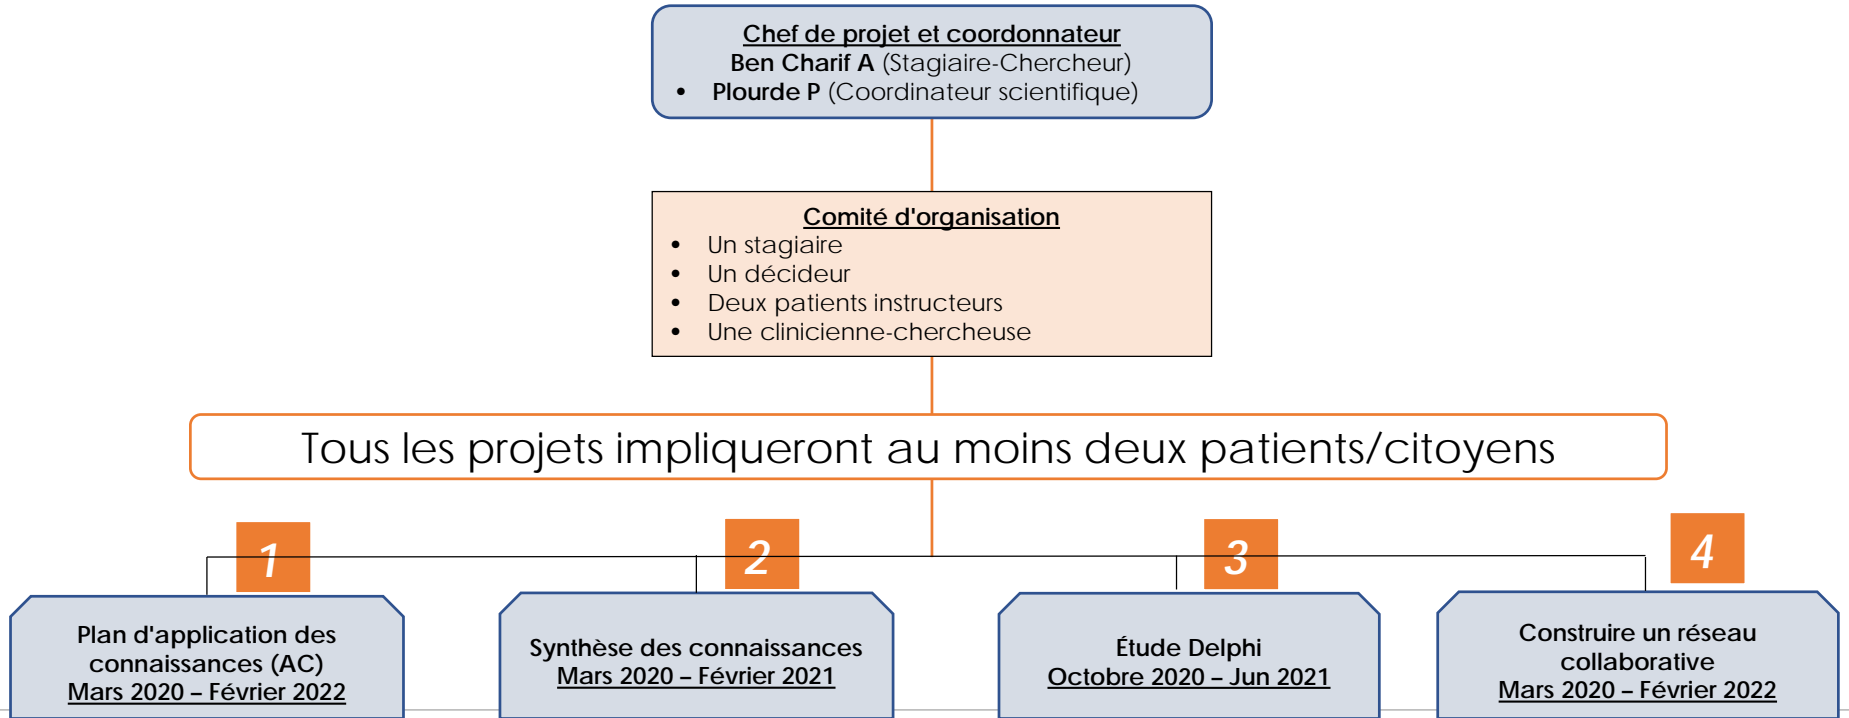 Chef de projet et coordonnateur
Ben Charif A (Stagiaire-Chercheur)
• Plourde P (Coordinateur scientifique)
Comité d'organisation
• Un stagiaire
• Un décideur
• Deux patients instructeurs
• Une clinicienne-chercheuse
Tous les projets impliqueront au moins deux patients/citoyens
1
Plan d'application des
connaissances (AC)
Mars 2020 – Février 2022
2
Synthèse des connaissances
Mars 2020 – Février 2021
3
Étude Delphi
Octobre 2020 – Jun 2021
4
Construire un réseau
collaborative
Mars 2020 – Février 2022